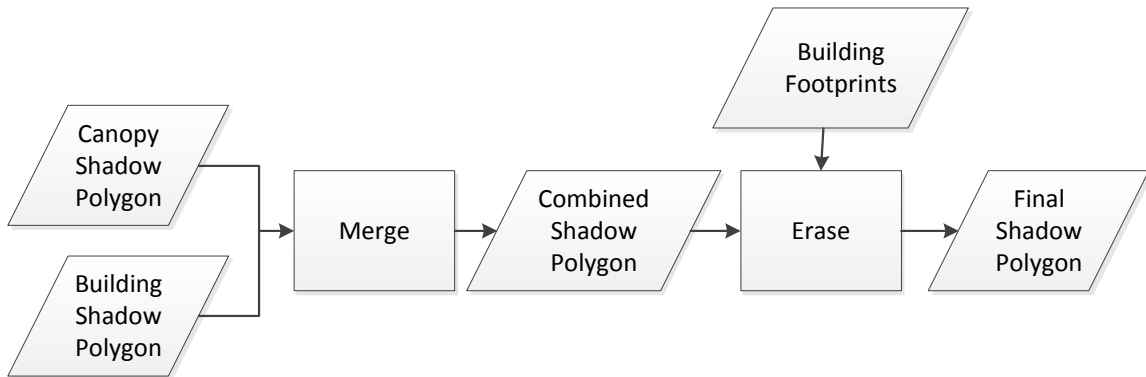 Canopy
Shadow
Polygon
Building
Shadow
Polygon
Merge
Combined
Shadow
Polygon
Building
Footprints
Erase
Final
Shadow
Polygon